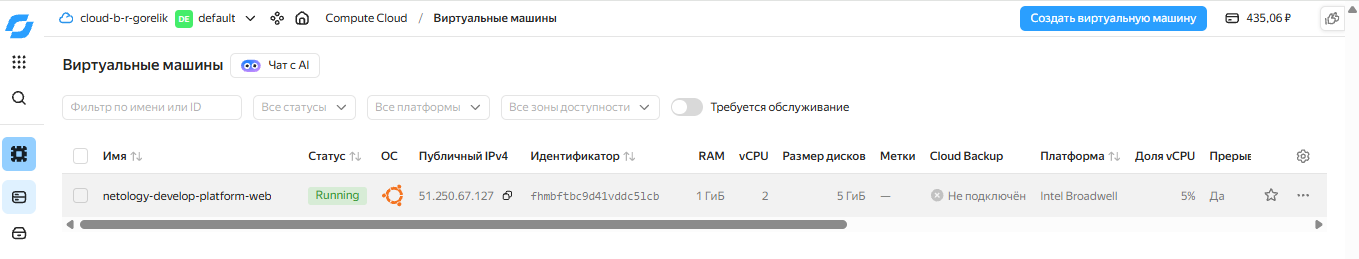 cloud-b-r-gorelik DE default Compute Cloud / Виртуальные машины Создать виртуальную машину 435,06 ₽
Виртуальные машины Чат с AI
Фильтр по имени или ID Все статусы Все платформы Все зоны доступности Требуется обслуживание
Имя Статус ОС Публичный IPv4 Идентификатор RAM vCPU Размер дисков Метки Cloud Backup Платформа Доля vCPU Прерыв
netology-develop-platform-web Running 51.250.67.127 fhmbftbc9d41vddc51cb 1 ГиБ 2 5 ГиБ — Не подключён Intel Broadwell 5% Да